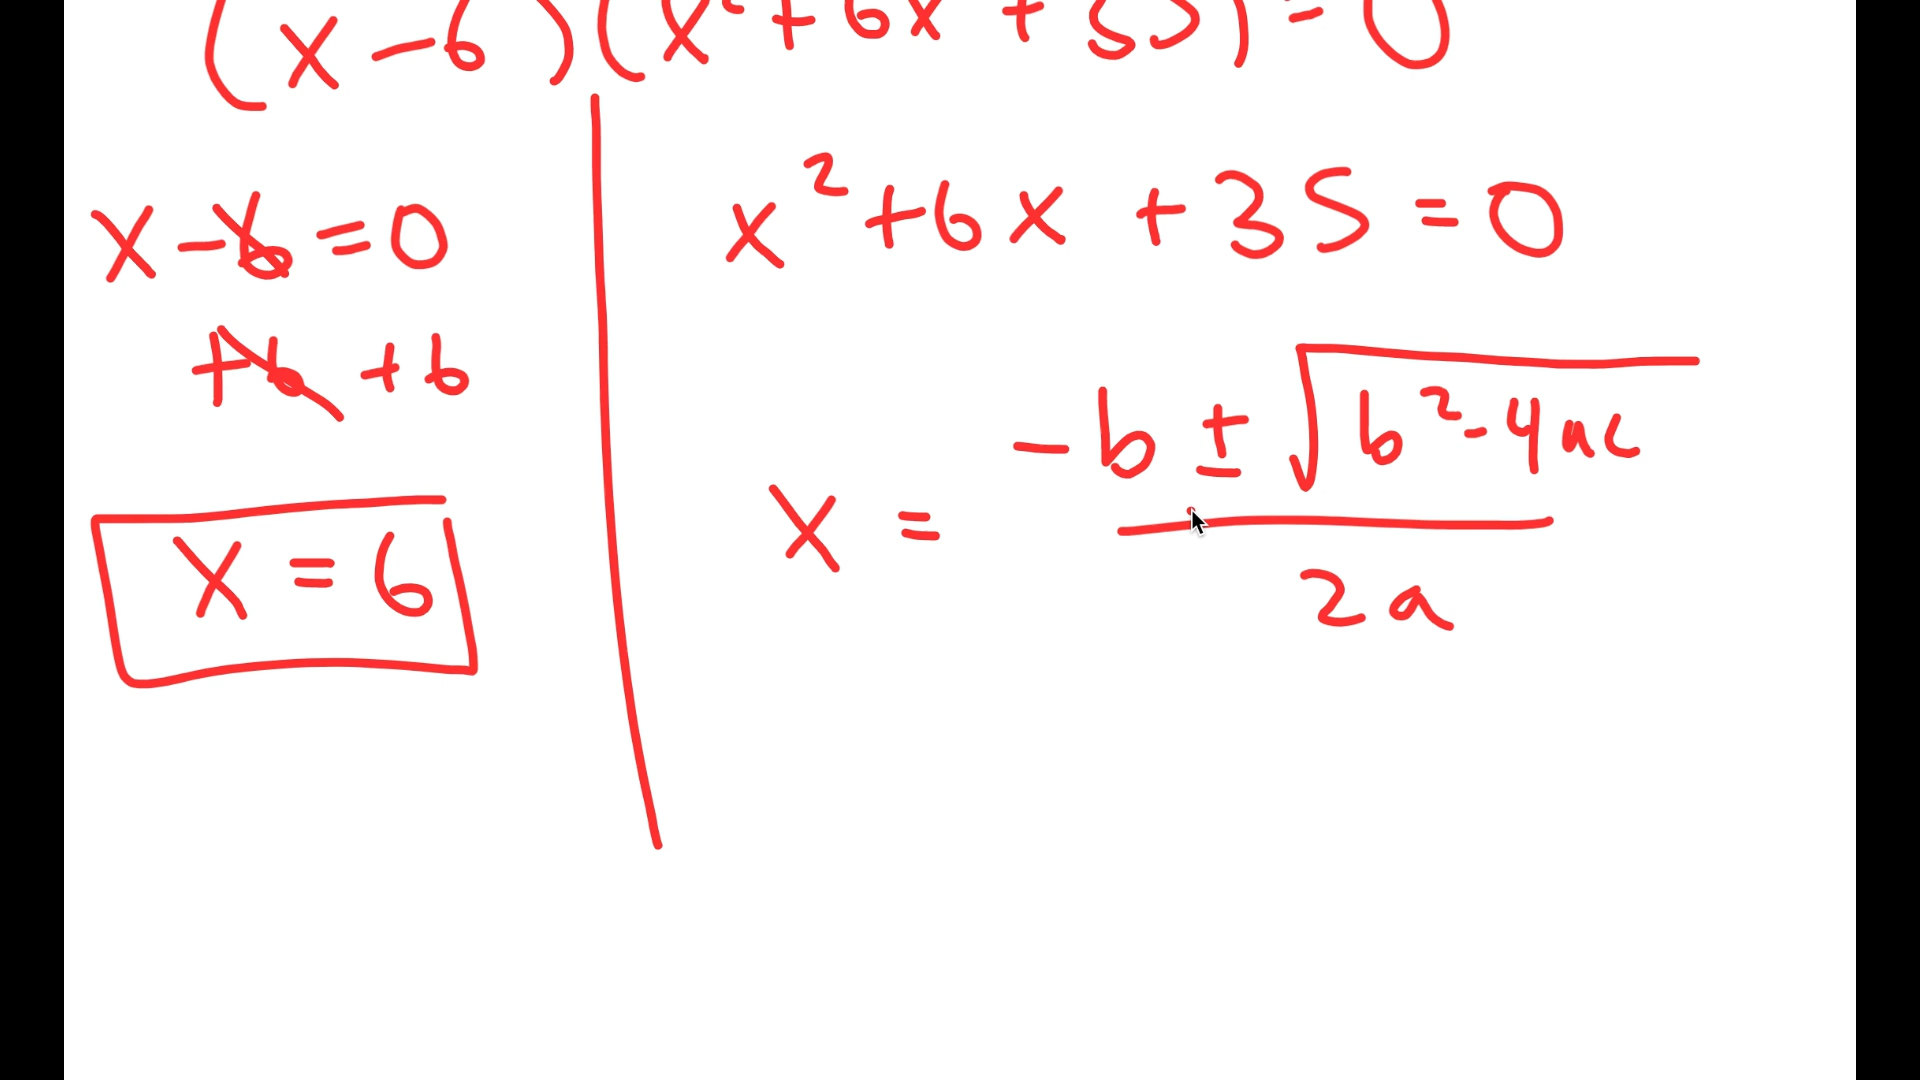 (x-6)(x²+6x+35)=0
x-6=0
+6 +6
x=6
x²+6x+35=0
x = -b ± √b²-4ac
2a